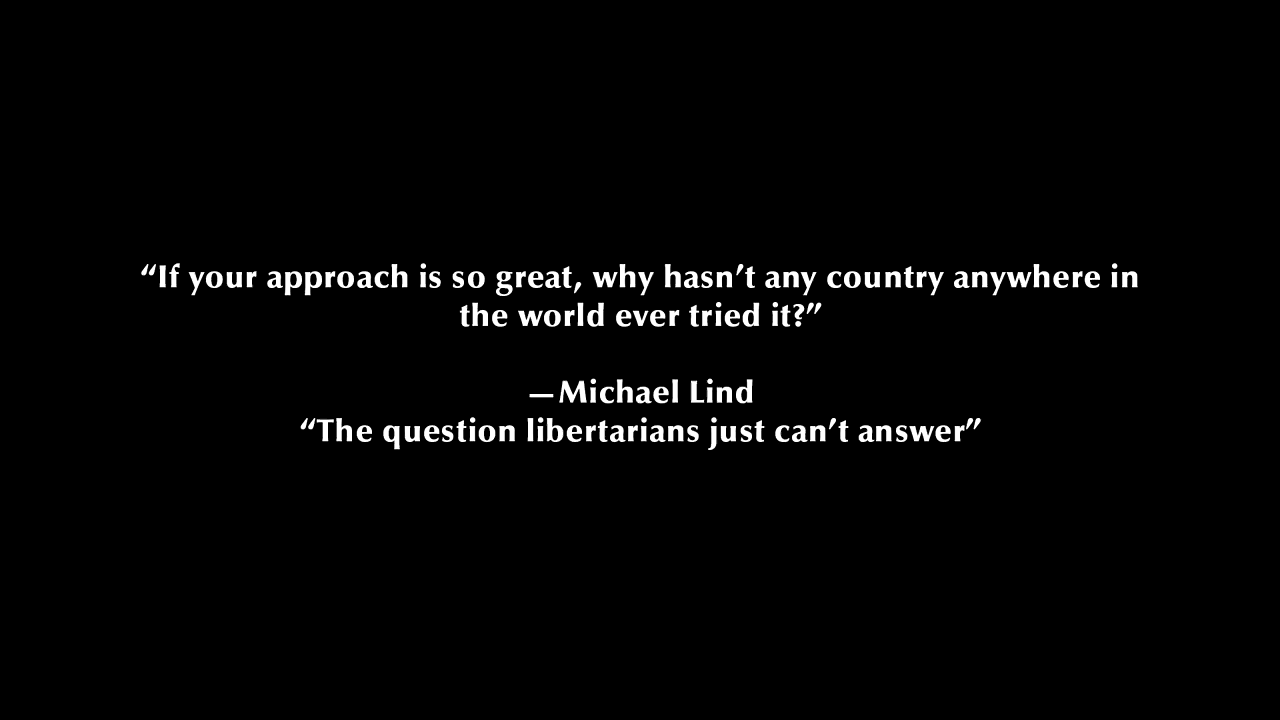 “If your approach is so great, why hasn’t any country anywhere in
the world ever tried it?”
—Michael Lind
“The question libertarians just can’t answer”